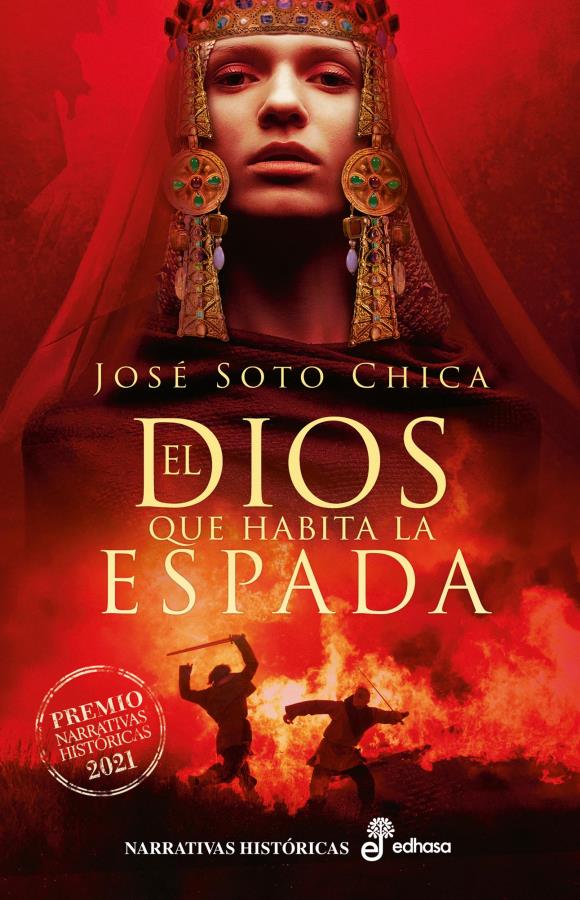 JOSÉ SOTO CHICA
EL DIOS
QUE HABITA LA
ESPADA
PREMIO
NARRATIVAS
HISTÓRICAS
2021
NARRATIVAS HISTÓRICAS edhasa